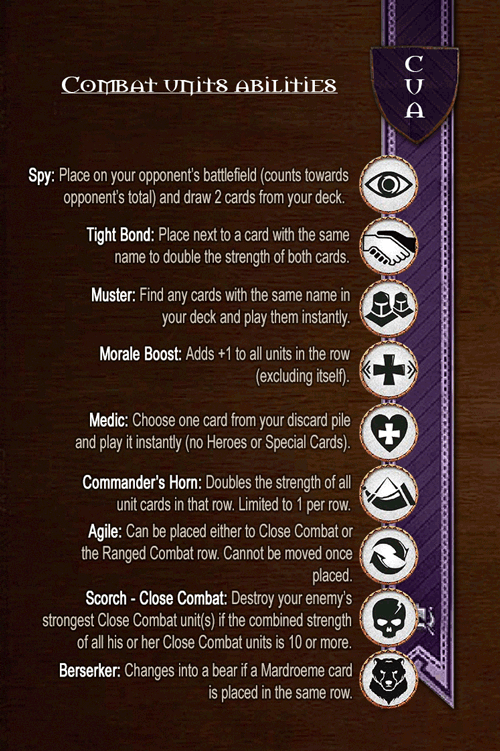 Combat units abilities
C
U
A
Spy: Place on your opponent's battlefield (counts towards
opponent's total) and draw 2 cards from your deck.
Tight Bond: Place next to a card with the same
name to double the strength of both cards.
Muster: Find any cards with the same name in
your deck and play them instantly.
Morale Boost: Adds +1 to all units in the row
(excluding itself).
Medic: Choose one card from your discard pile
and play it instantly (no Heroes or Special Cards).
Commander's Horn: Doubles the strength of all
unit cards in that row. Limited to 1 per row.
Agile: Can be placed either to Close Combat or
the Ranged Combat row. Cannot be moved once
placed.
Scorch - Close Combat: Destroy your enemy's
strongest Close Combat unit(s) if the combined strength
of all his or her Close Combat units is 10 or more.
Berserker: Changes into a bear if a Mardroeme card
is placed in the same row.